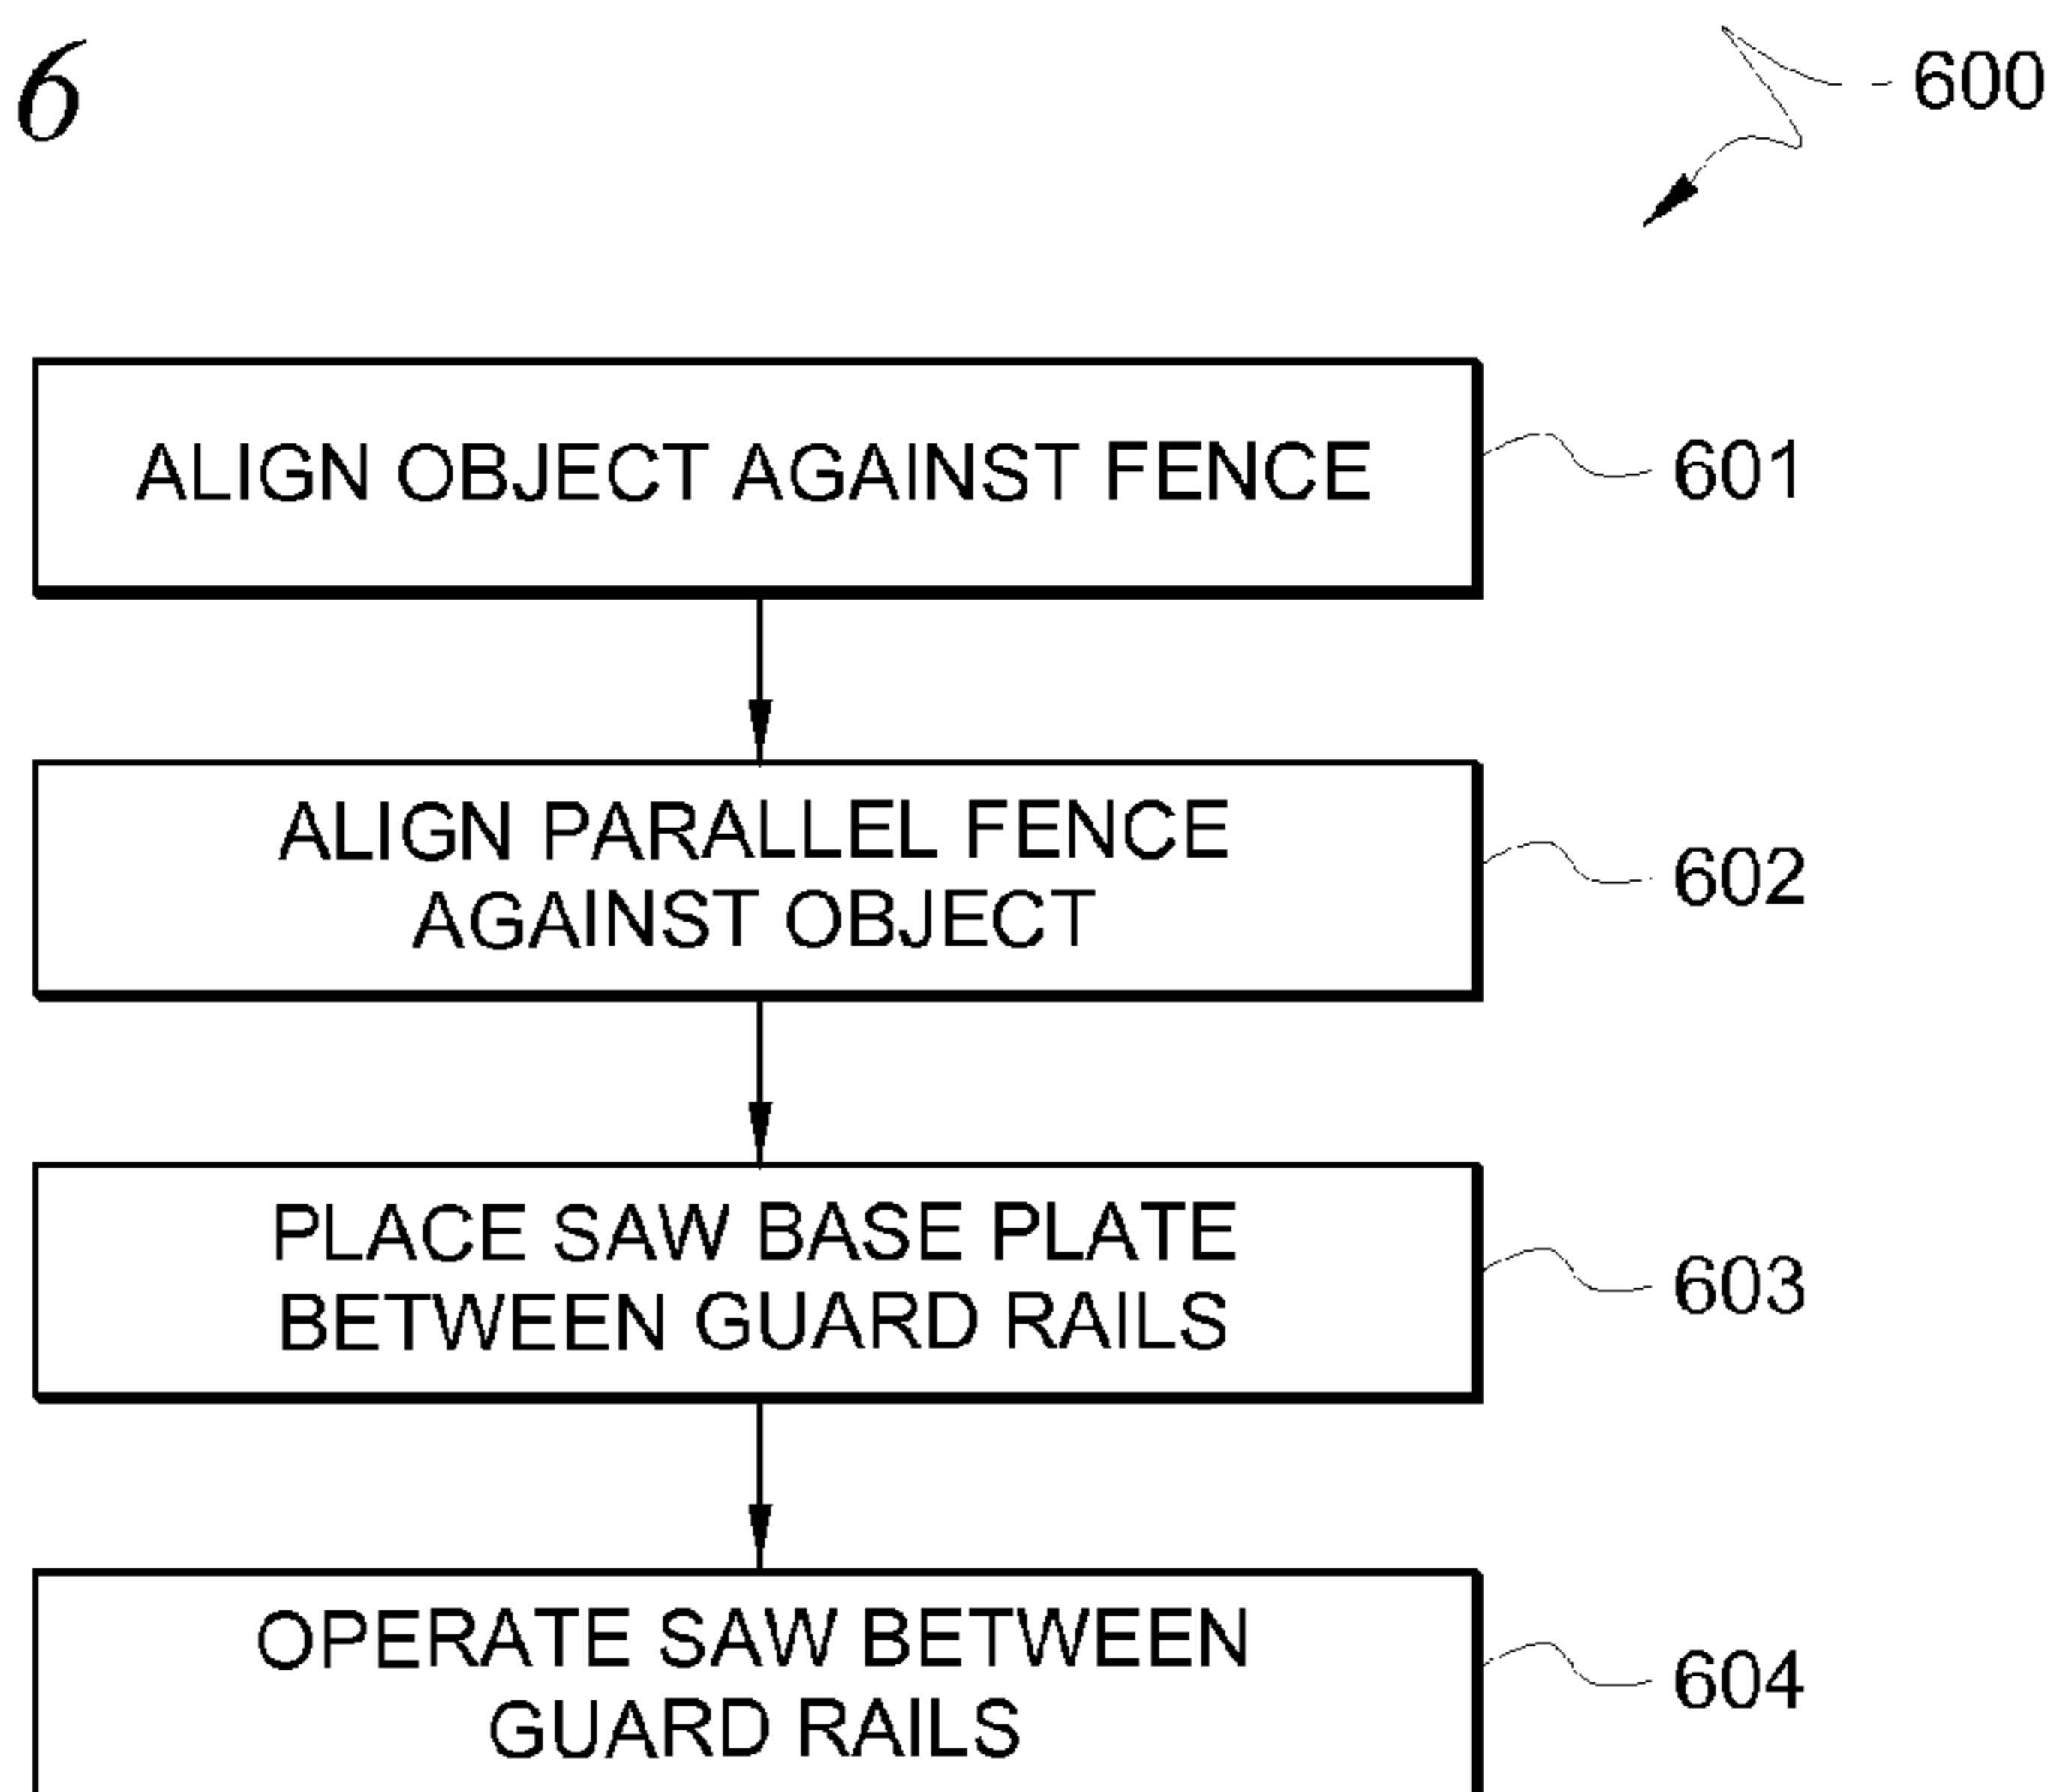 6
600
ALIGN OBJECT AGAINST FENCE
601
ALIGN PARALLEL FENCE
AGAINST OBJECT
602
PLACE SAW BASE PLATE
BETWEEN GUARD RAILS
603
OPERATE SAW BETWEEN
GUARD RAILS
604